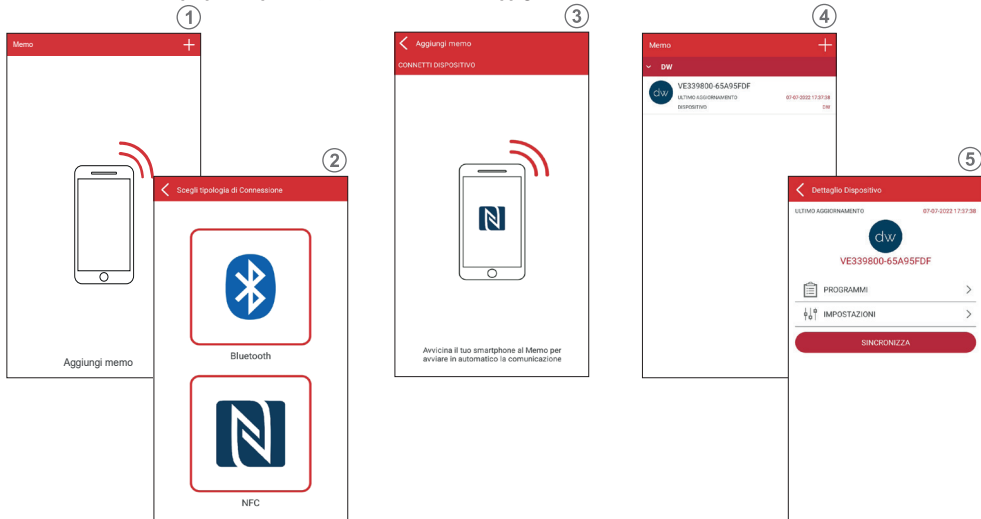 1
Memo
Aggiungi memo
2
Scegli tipologia di Connessione
Bluetooth
NFC
3
Aggiungi memo
CONNETTI DISPOSITIVO
Avvicina il tuo smartphone al Memo per
avviare in automatico la comunicazione
4
Memo
DW
dw
VE339800-65A95FDF
ULTIMO AGGIORNAMENTO 07-07-2022 17:37:38
DISPOSITIVO
5
Dettaglio Dispositivo
ULTIMO AGGIORNAMENTO 07-07-2022 17:37:38
dw
VE339800-65A95FDF
PROGRAMMI
IMPOSTAZIONI
SINCRONIZZA